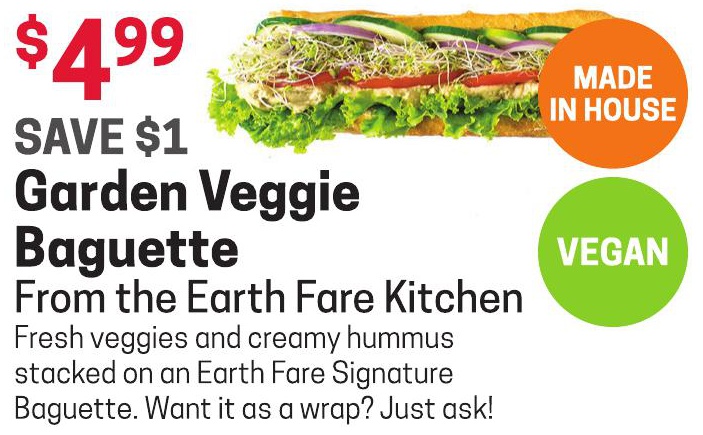 $4.99
SAVE $1
Garden Veggie
Baguette
From the Earth Fare Kitchen
Fresh veggies and creamy hummus
stacked on an Earth Fare Signature
Baguette. Want it as a wrap? Just ask!
MADE
IN HOUSE
VEGAN